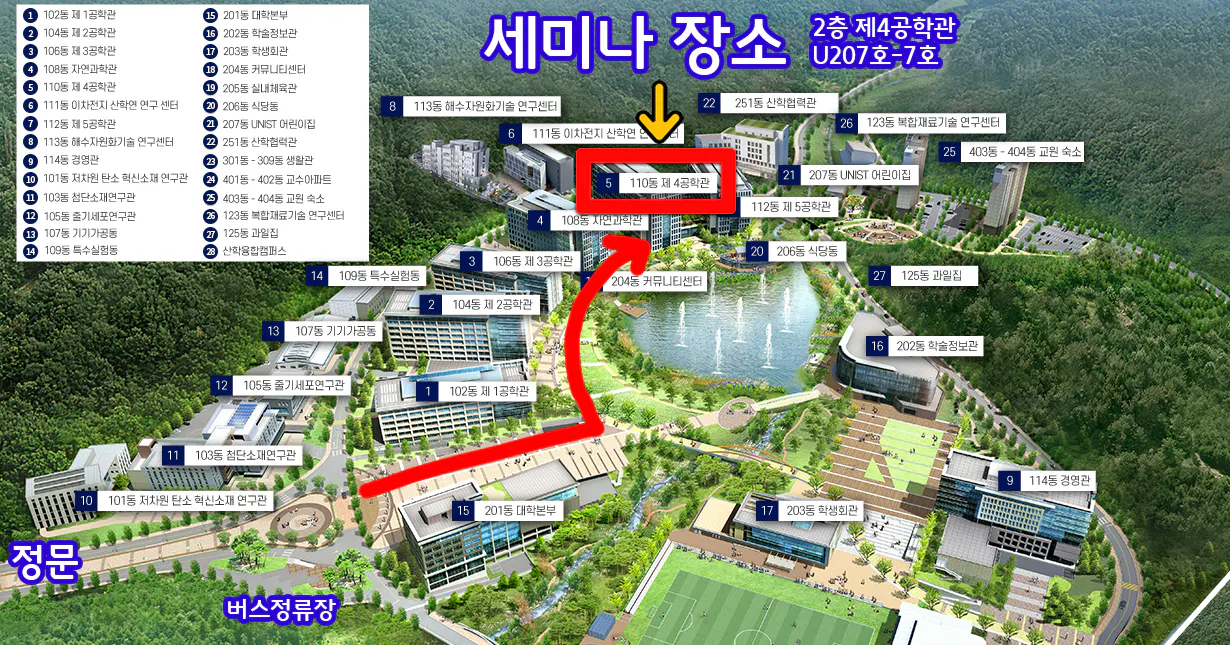 1 102동 제 1공학관
2 104동 제 2공학관
3 106동 제 3공학관
4 108동 자연과학관
5 110동 제 4공학관
6 111동 이차전지 산학연 연구 센터
7 112동 제 5공학관
8 113동 해수자원화기술 연구센터
9 114동 경영관
10 101동 저차원 탄소 혁신소재 연구관
11 103동 첨단소재연구관
12 105동 줄기세포연구관
13 107동 기기가공동
14 109동 특수실험동
15 201동 대학본부
16 202동 학술정보관
17 203동 학생회관
18 204동 커뮤니티센터
19 205동 실내체육관
20 206동 식당동
21 207동 UNIST 어린이집
22 251동 산학협력관
23 301동 - 309동 생활관
24 401동 - 402동 교수아파트
25 403동 - 404동 교원 숙소
26 123동 복합재료기술 연구센터
27 125동 과일집
28 산학융합캠퍼스
세미나 장소
2층 제4공학관
U207호-7호
8 113동 해수자원화기술 연구센터
22 251동 산학협력관
6 111동 이차전지 산학연 연구센터
26 123동 복합재료기술 연구센터
25 403동 - 404동 교원 숙소
5 110동 제 4공학관
21 207동 UNIST 어린이집
112동 제 5공학관
4 108동 자연과학관
20 206동 식당동
3 106동 제 3공학관
14 109동 특수실험동
204동 커뮤니티센터
27 125동 과일집
2 104동 제 2공학관
13 107동 기기가공동
16 202동 학술정보관
12 105동 줄기세포연구관
1 102동 제 1공학관
11 103동 첨단소재연구관
9 114동 경영관
10 101동 저차원 탄소 혁신소재 연구관
15 201동 대학본부
17 203동 학생회관
정문
버스정류장